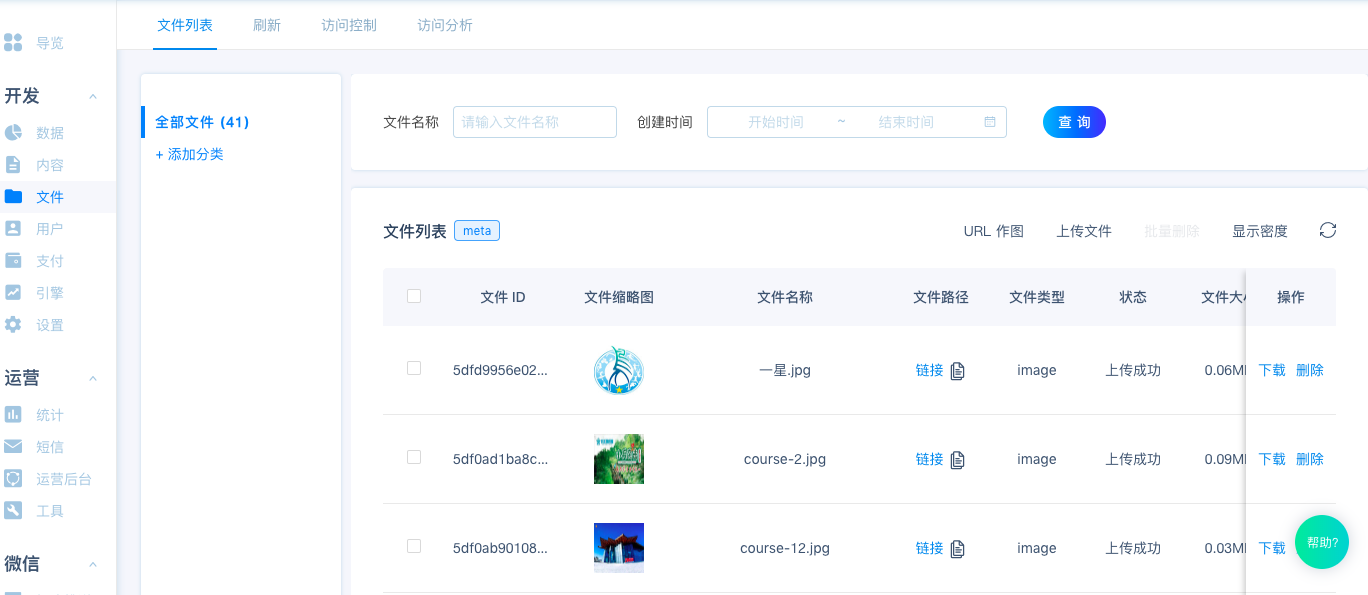 文件列表 刷新 访问控制 访问分析
导览
开发
数据
内容
文件
用户
支付
引擎
设置
运营
统计
短信
运营后台
工具
微信
全部文件 (41)
+ 添加分类
文件名称 请输入文件名称 创建时间 开始时间 ~ 结束时间 查 询
文件列表 meta URL 作图 上传文件 批量删除 显示密度
文件 ID 文件缩略图 文件名称 文件路径 文件类型 状态 文件大小 操作
5dfd9956e02... 一星.jpg 链接 image 上传成功 0.06M 下载 删除
5df0ad1ba8c... course-2.jpg 链接 image 上传成功 0.09M 下载 删除
5df0ab90108... course-12.jpg 链接 image 上传成功 0.03M 下载
帮助?